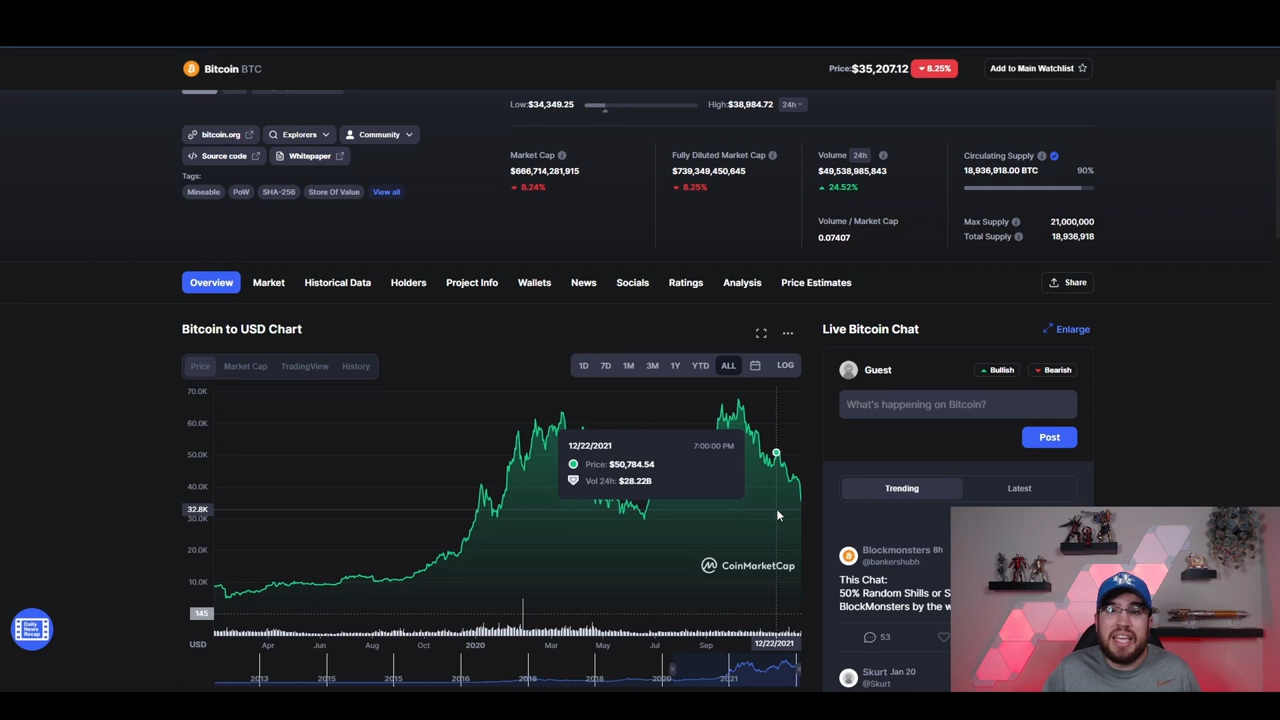 Bitcoin BTC
Price: $35,207.12 8.25%
Add to Main Watchlist
Low: $34,349.25
High: $38,984.72 24h
bitcoin.org
Explorers
Community
Source code
Whitepaper
Tags:
Mineable
PoW
SHA-256
Store Of Value
View all
Market Cap
$666,714,281,915
8.24%
Fully Diluted Market Cap
$739,349,450,645
8.25%
Volume 24h
$49,538,985,843
24.52%
Volume / Market Cap
0.07407
Circulating Supply
18,936,918.00 BTC 90%
Max Supply 21,000,000
Total Supply 18,936,918
Overview
Market
Historical Data
Holders
Project Info
Wallets
News
Socials
Ratings
Analysis
Price Estimates
Share
Bitcoin to USD Chart
Price
Market Cap
TradingView
History
1D
7D
1M
3M
1Y
YTD
ALL
LOG
70.0K
60.0K
50.0K
40.0K
32.8K
30.0K
20.0K
10.0K
145
USD
12/22/2021 7:00:00 PM
Price: $50,784.54
Vol 24h: $28.22B
CoinMarketCap
Apr
Jun
Aug
Oct
2020
Mar
May
Jul
Sep
12/22/2021
2013
2015
2015
2016
2018
2018
2020
2021
Live Bitcoin Chat
Enlarge
Guest
Bullish
Bearish
What's happening on Bitcoin?
Post
Trending
Latest
Blockmonsters 8h
@bankershubh
This Chat:
50% Random Shills or S
BlockMonsters by the w
53
Skurt Jan 20
@Skurt
Daily
News
Recap